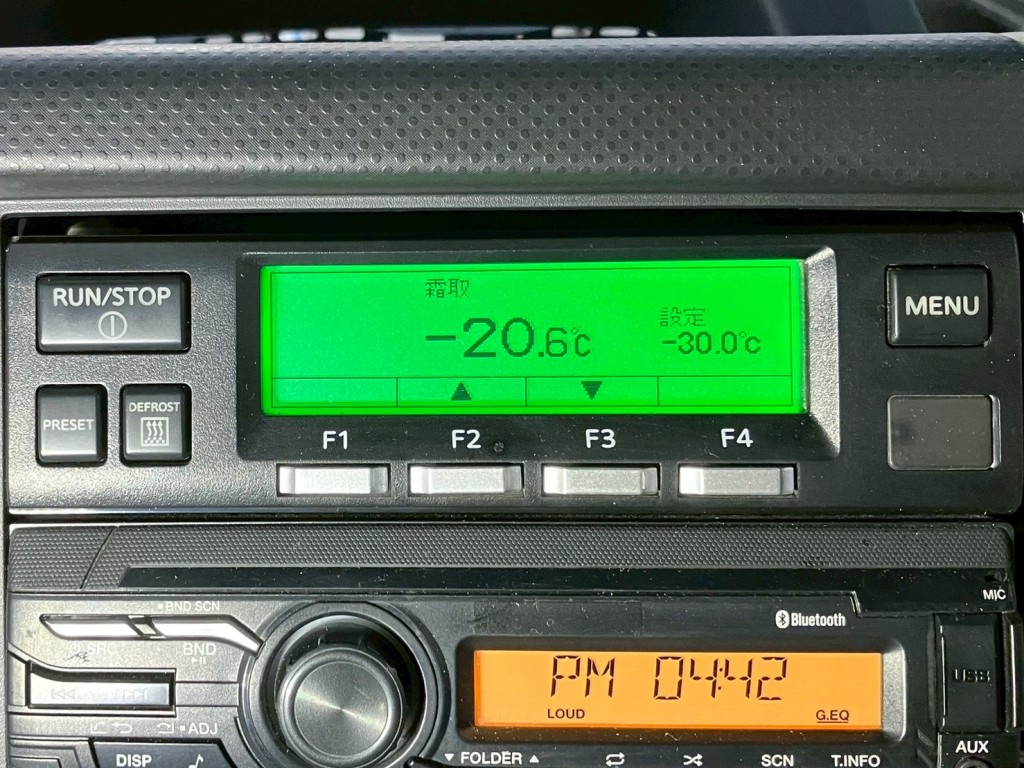 RUN/STOP
霜取
-20.6℃
設定
-30.0℃
▲ ▼
MENU
PRESET
DEFROST
F1 F2 F3 F4
MIC
BND SCN
Bluetooth
SRC
BND
PM 04:42
LOUD
G.EQ
USB
ADJ
DISP
▼ FOLDER ▲
SCN
T.INFO
AUX